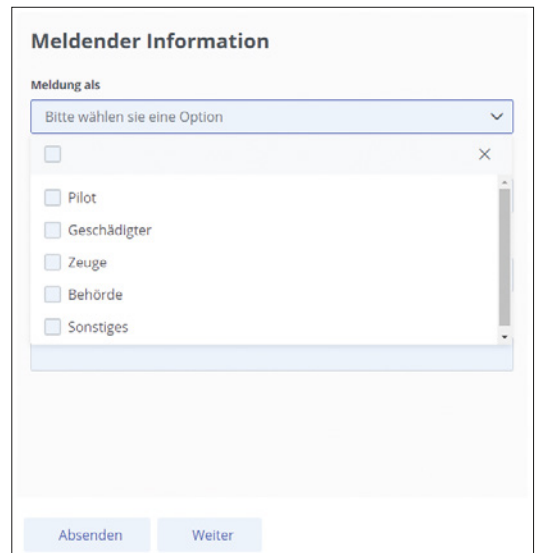 Meldender Information
Meldung als
Bitte wählen sie eine Option
Pilot
Geschädigter
Zeuge
Behörde
Sonstiges
Absenden Weiter